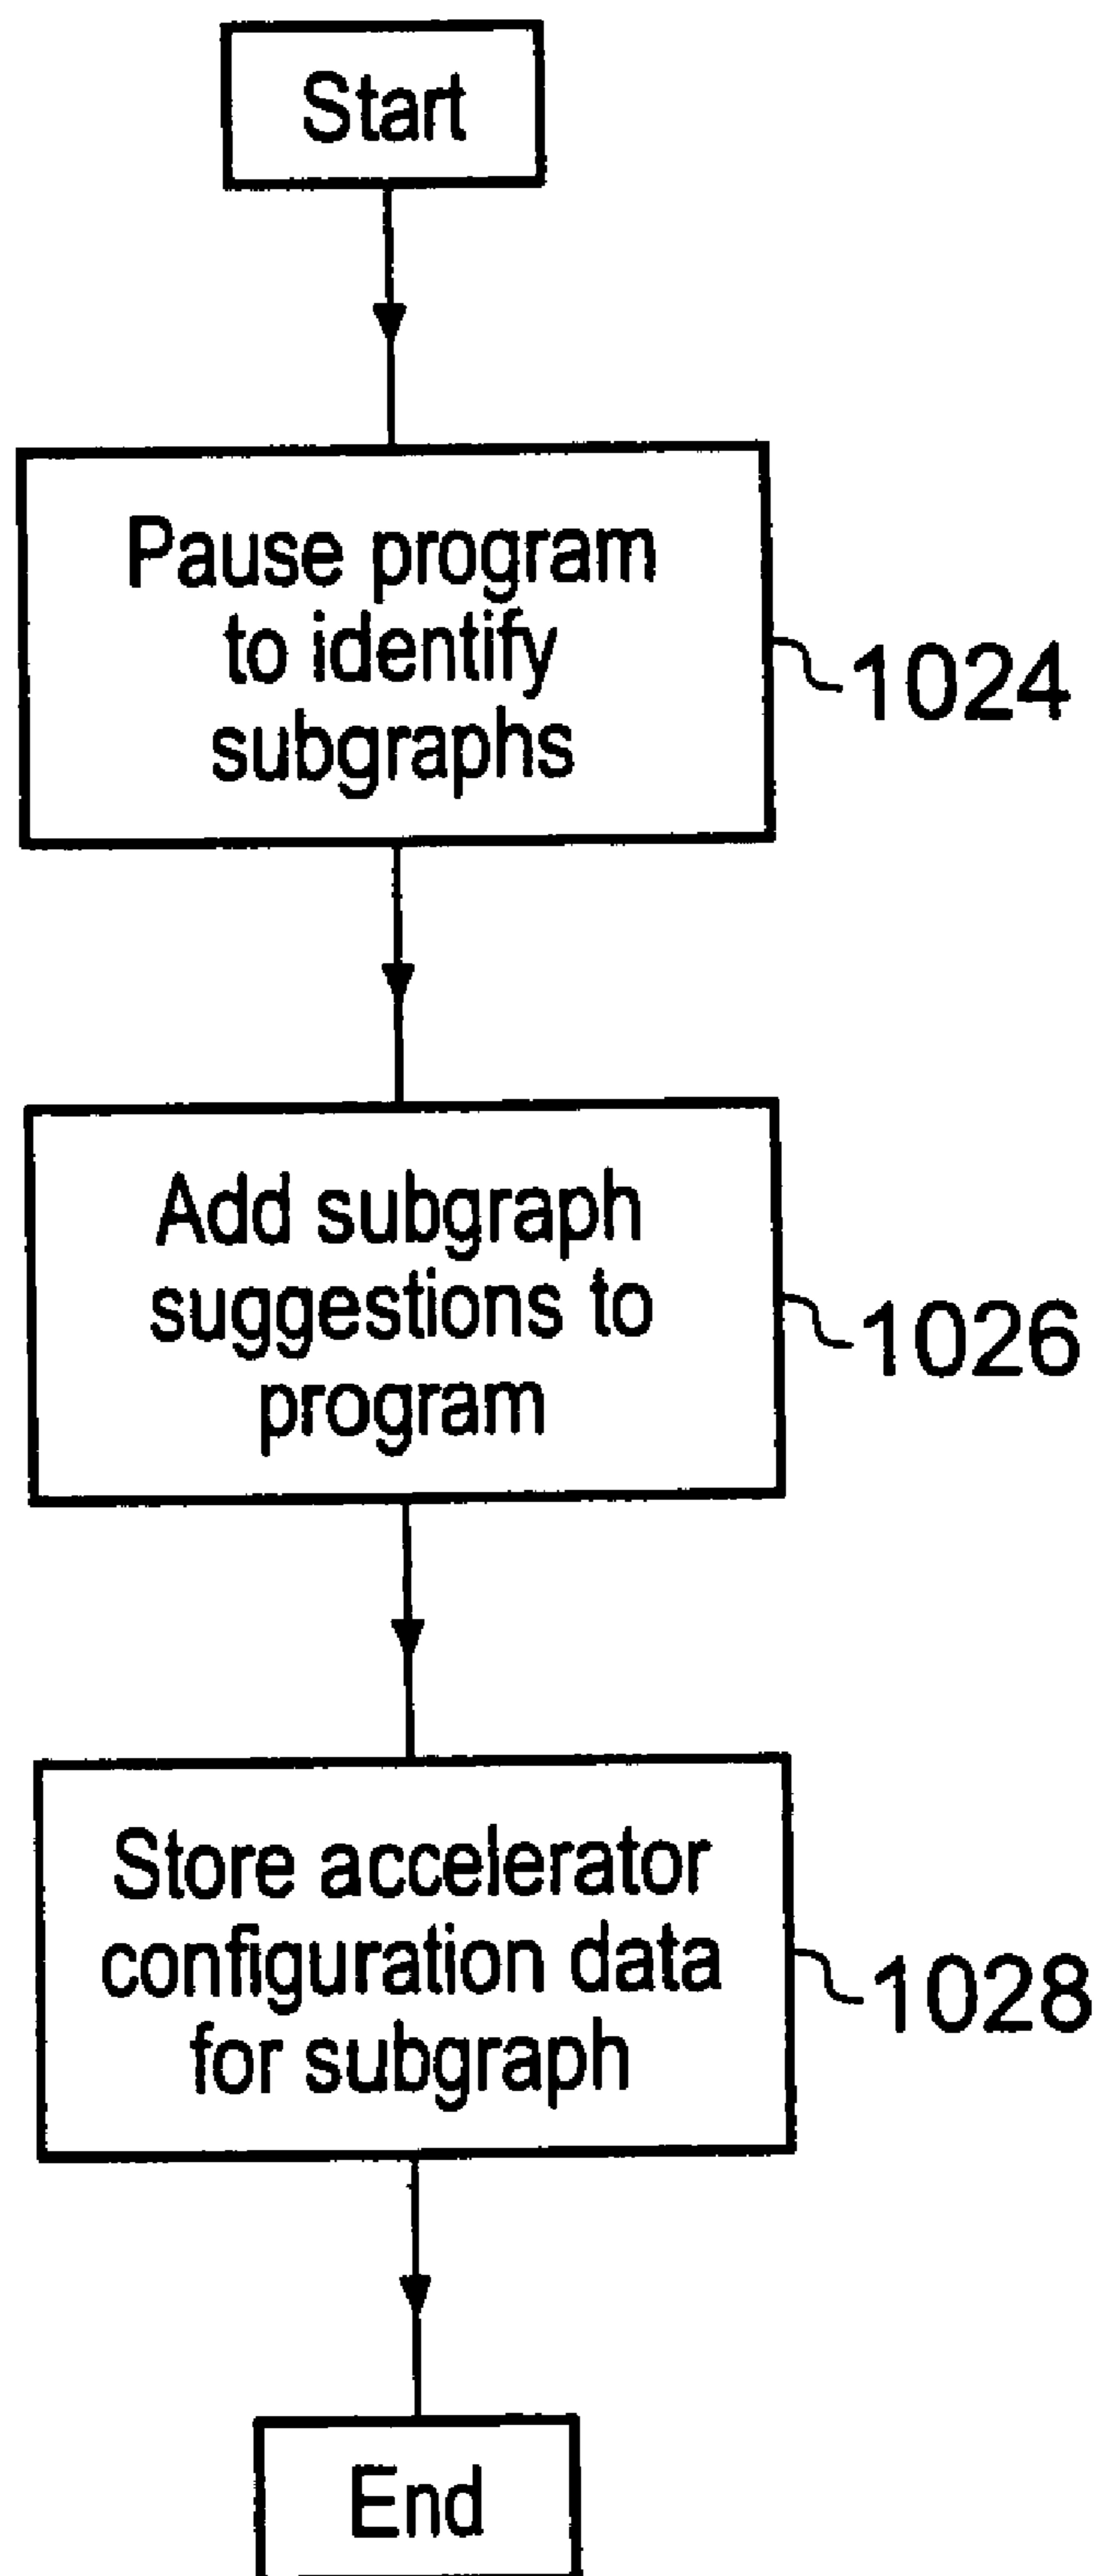 Start
Pause program
to identify
subgraphs
1024
Add subgraph
suggestions to
program
1026
Store accelerator
configuration data
for subgraph
1028
End